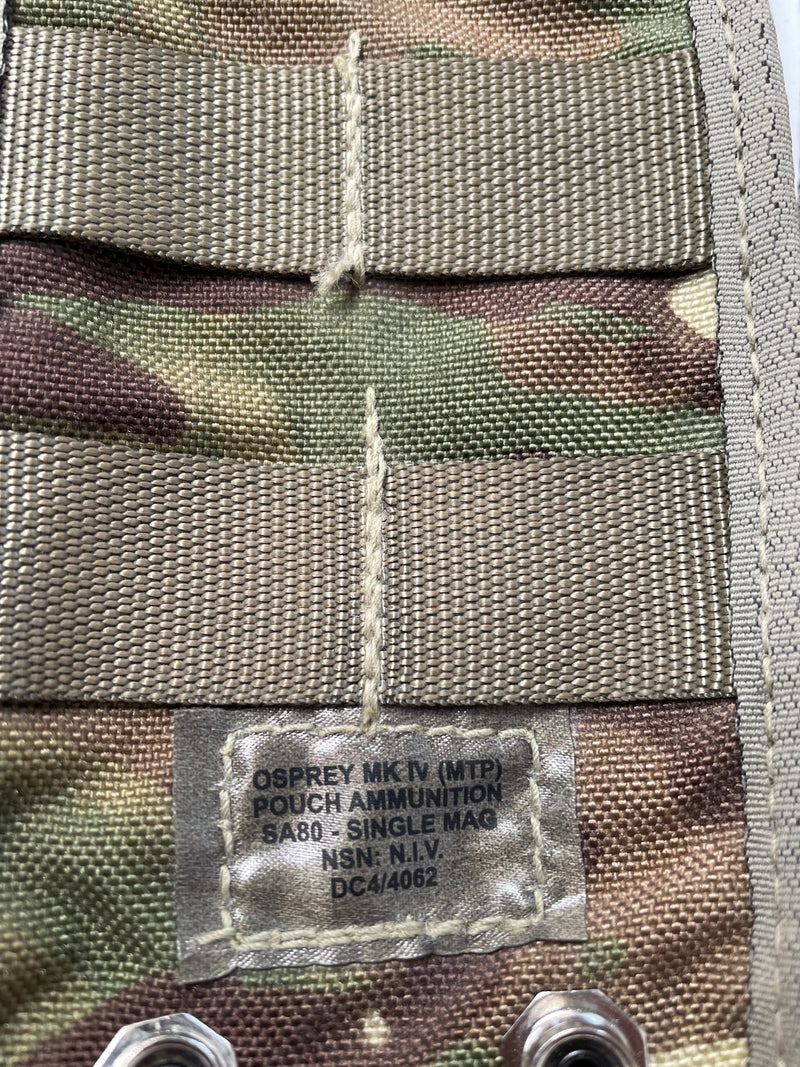 OSPREY MK IV (MTP)
POUCH AMMUNITION
SA80 - SINGLE MAG
NSN: N.I.V.
DC4/4062